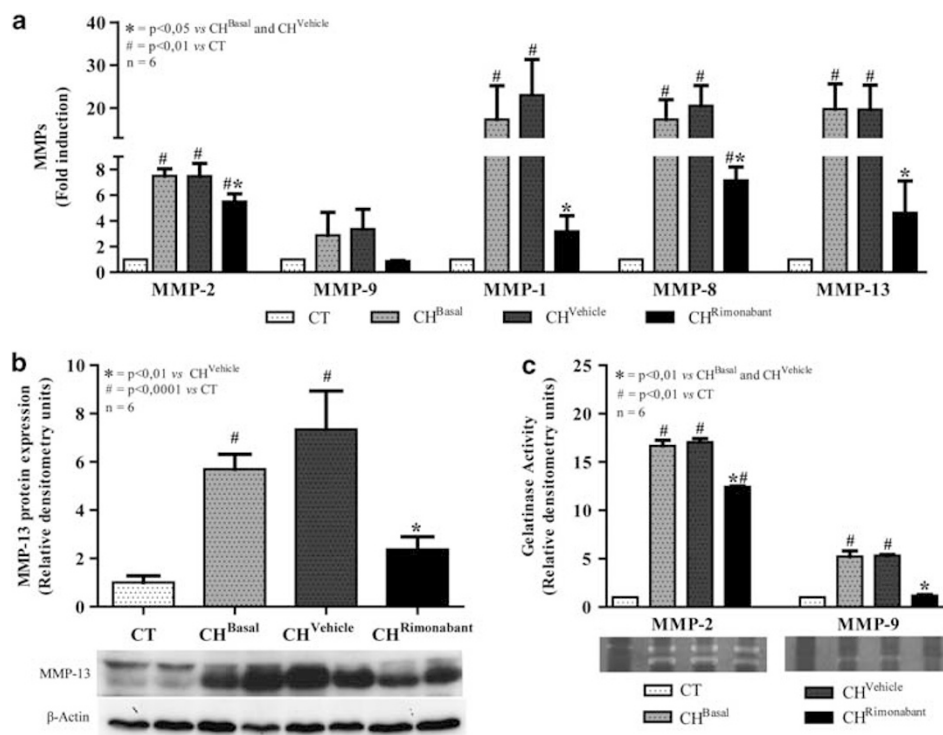 a
* = p<0,05 vs CH^Basal and CH^Vehicle
# = p<0,01 vs CT
n = 6
MMPs
(Fold induction)
40
30
20
8
6
4
2
0
# # #*
# # *
# # #*
# # *
MMP-2 MMP-9 MMP-1 MMP-8 MMP-13
CT CH^Basal CH^Vehicle CH^Rimonabant
b
* = p<0,01 vs CH^Vehicle
# = p<0,0001 vs CT
n = 6
MMP-13 protein expression
(Relative densitometry units)
10
8
6
4
2
0
# # *
CT CH^Basal CH^Vehicle CH^Rimonabant
MMP-13
β-Actin
c
* = p<0,01 vs CH^Basal and CH^Vehicle
# = p<0,01 vs CT
n = 6
Gelatinase Activity
(Relative densitometry units)
25
20
15
10
5
0
# # *#
# # *
MMP-2 MMP-9
CT CH^Vehicle
CH^Basal CH^Rimonabant